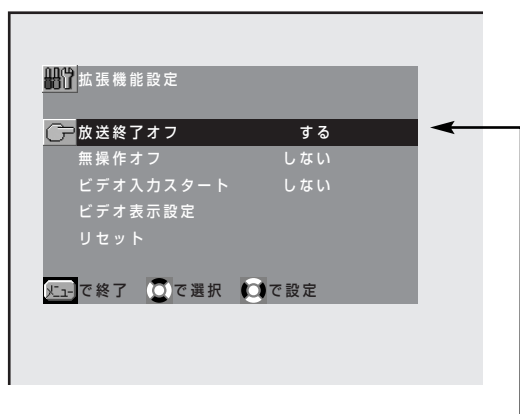 拡張機能設定
放送終了オフ する
無操作オフ しない
ビデオ入力スタート しない
ビデオ表示設定
リセット
メニューで終了 で選択 で設定